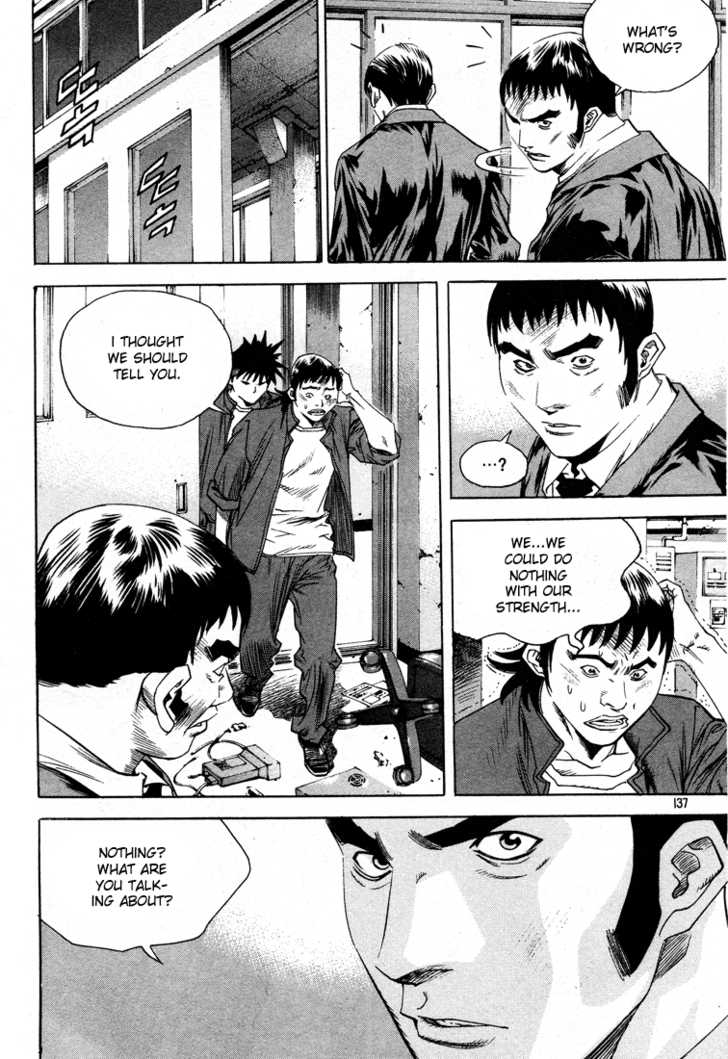 WHAT'S
WRONG?
I THOUGHT
WE SHOULD
TELL YOU.
...?
WE...WE
COULD DO
NOTHING
WITH OUR
STRENGTH...
137
NOTHING?
WHAT ARE
YOU TALK-
ING ABOUT?